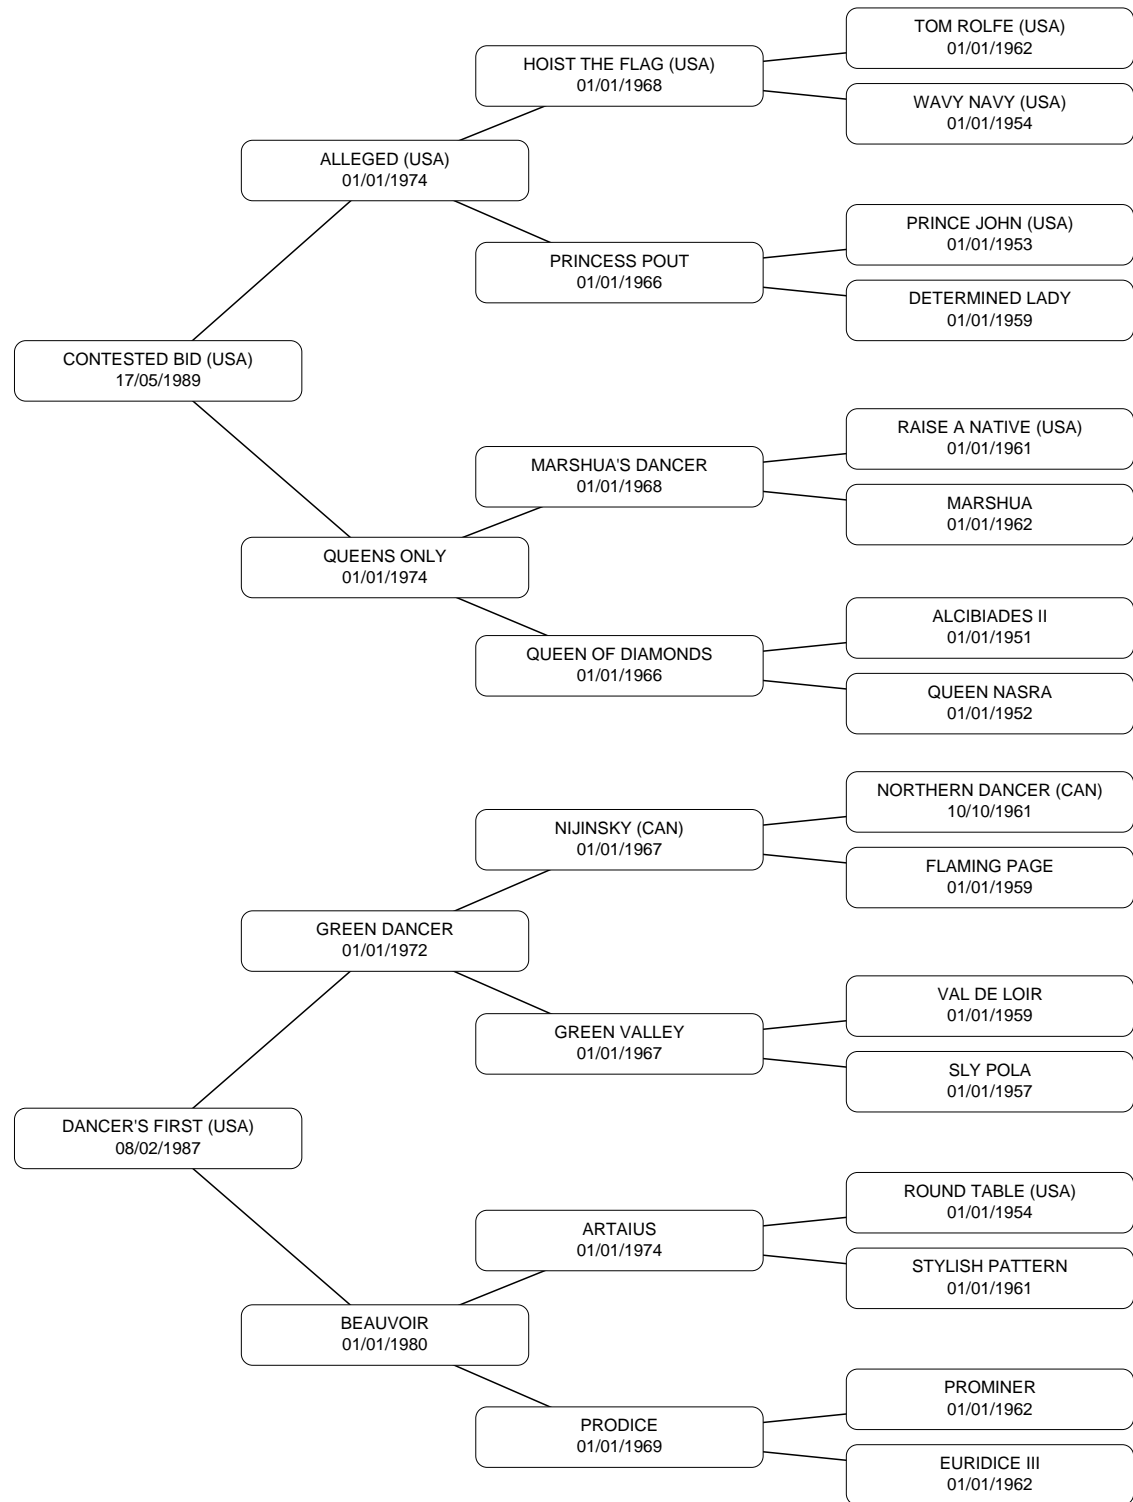 TOM ROLFE (USA)
01/01/1962
HOIST THE FLAG (USA)
01/01/1968
WAVY NAVY (USA)
01/01/1954
ALLEGED (USA)
01/01/1974
PRINCE JOHN (USA)
01/01/1953
PRINCESS POUT
01/01/1966
DETERMINED LADY
01/01/1959
CONTESTED BID (USA)
17/05/1989
RAISE A NATIVE (USA)
01/01/1961
MARSHUA'S DANCER
01/01/1968
MARSHUA
01/01/1962
QUEENS ONLY
01/01/1974
ALCIBIADES II
01/01/1951
QUEEN OF DIAMONDS
01/01/1966
QUEEN NASRA
01/01/1952
NORTHERN DANCER (CAN)
10/10/1961
NIJINSKY (CAN)
01/01/1967
FLAMING PAGE
01/01/1959
GREEN DANCER
01/01/1972
VAL DE LOIR
01/01/1959
GREEN VALLEY
01/01/1967
SLY POLA
01/01/1957
DANCER'S FIRST (USA)
08/02/1987
ROUND TABLE (USA)
01/01/1954
ARTAIUS
01/01/1974
STYLISH PATTERN
01/01/1961
BEAUVOIR
01/01/1980
PROMINER
01/01/1962
PRODICE
01/01/1969
EURIDICE III
01/01/1962